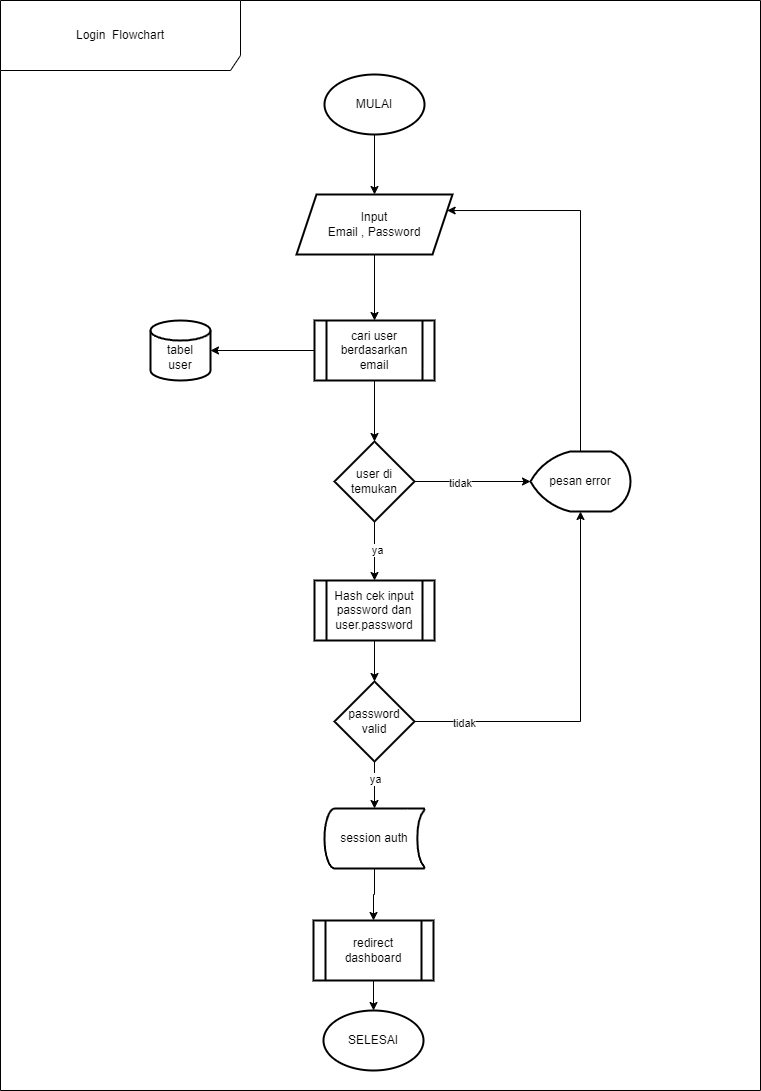 Login  Flowchart
MULAI
Input
Email , Password
cari user
berdasarkan
email
tabel
user
user di
temukan
tidak
pesan error
ya
Hash cek input
password dan
user.password
password
valid
tidak
ya
session auth
redirect
dashboard
SELESAI